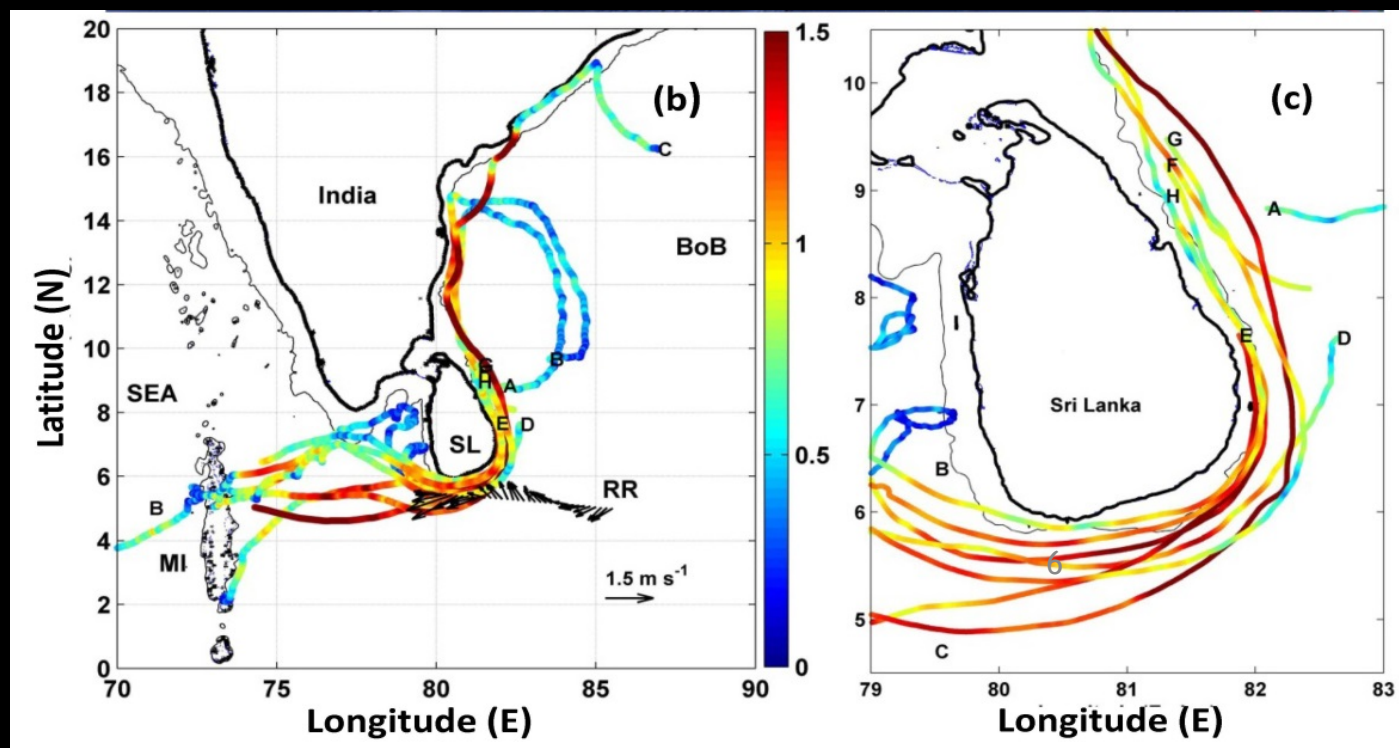 (b)
India
BoB
SEA
SL
RR
MI
A
B
C
D
E
G
H
B
1.5 m s⁻¹
Latitude (N)
20
18
16
14
12
10
8
6
4
2
0
70
75
80
85
90
Longitude (E)
1.5
1
0.5
0
(c)
G
F
H
A
E
D
I
Sri Lanka
B
6
C
10
9
8
7
6
5
79
80
81
82
83
Longitude (E)